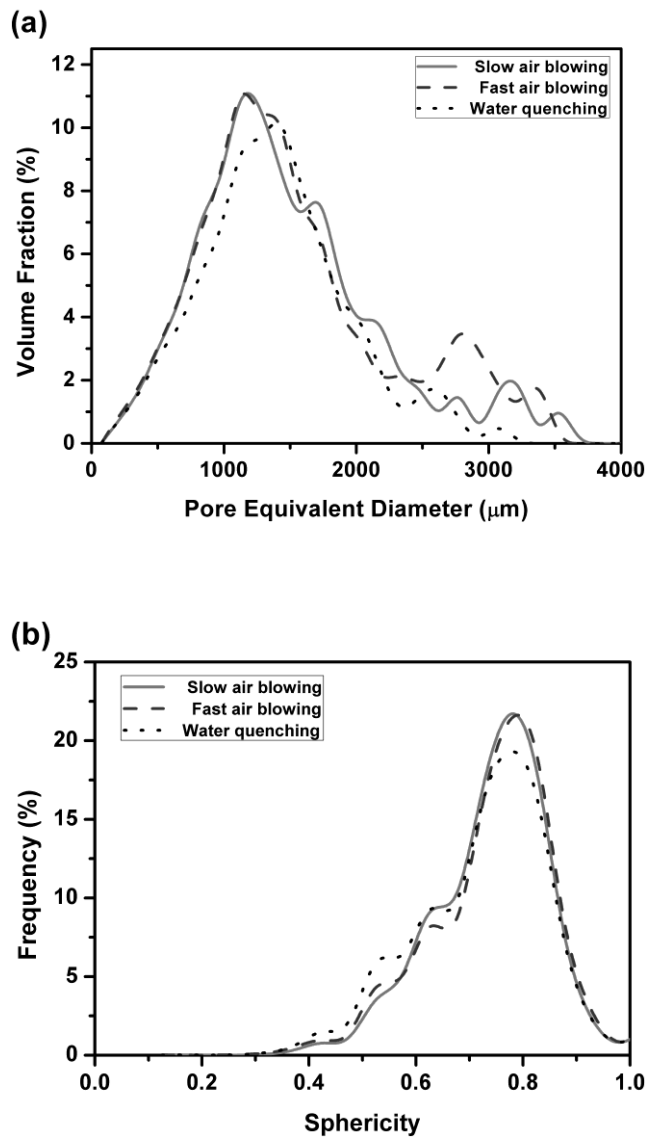 (a)
Volume Fraction (%)
12
10
8
6
4
2
0
Slow air blowing
Fast air blowing
Water quenching
0 1000 2000 3000 4000
Pore Equivalent Diameter (μm)
(b)
Frequency (%)
25
20
15
10
5
0
Slow air blowing
Fast air blowing
Water quenching
0.0 0.2 0.4 0.6 0.8 1.0
Sphericity